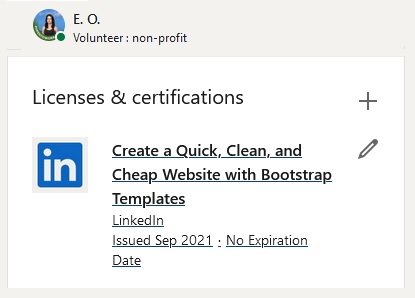 E. O.
Volunteer : non-profit
Licenses & certifications
in
Create a Quick, Clean, and
Cheap Website with Bootstrap
Templates
LinkedIn
Issued Sep 2021 · No Expiration
Date